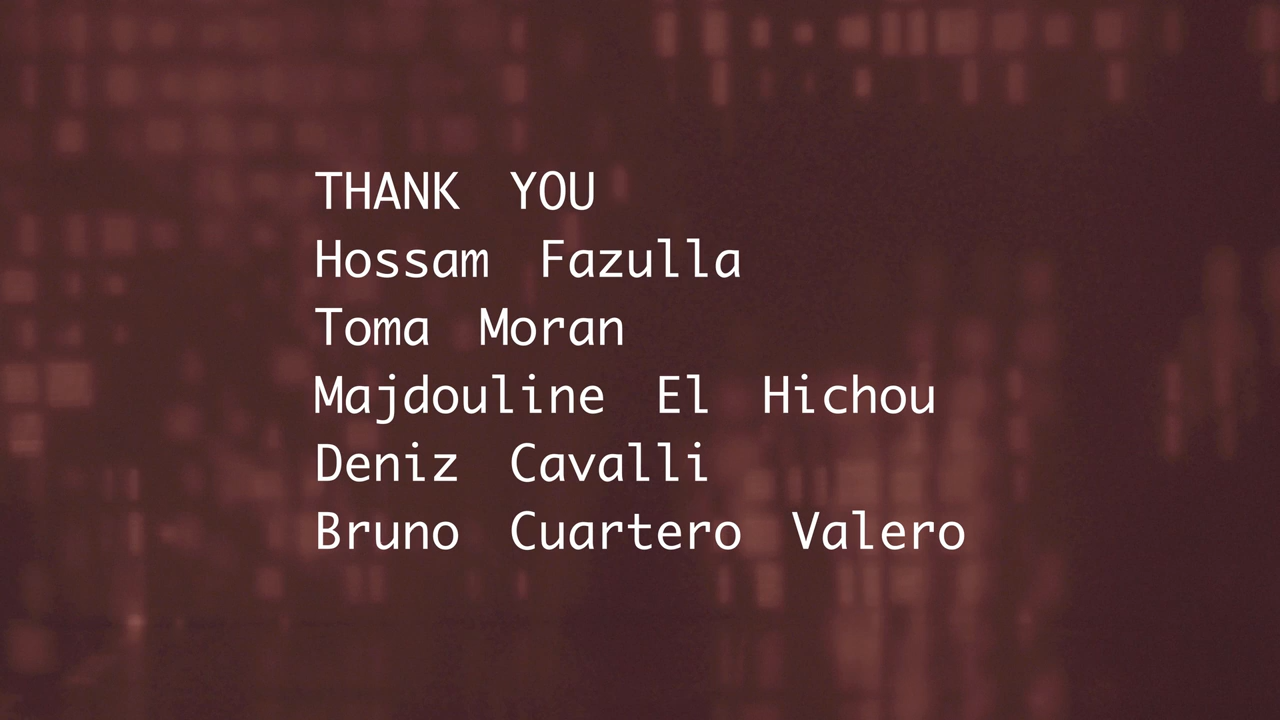 THANK YOU
Hossam Fazulla
Toma Moran
Majdouline El Hichou
Deniz Cavalli
Bruno Cuartero Valero